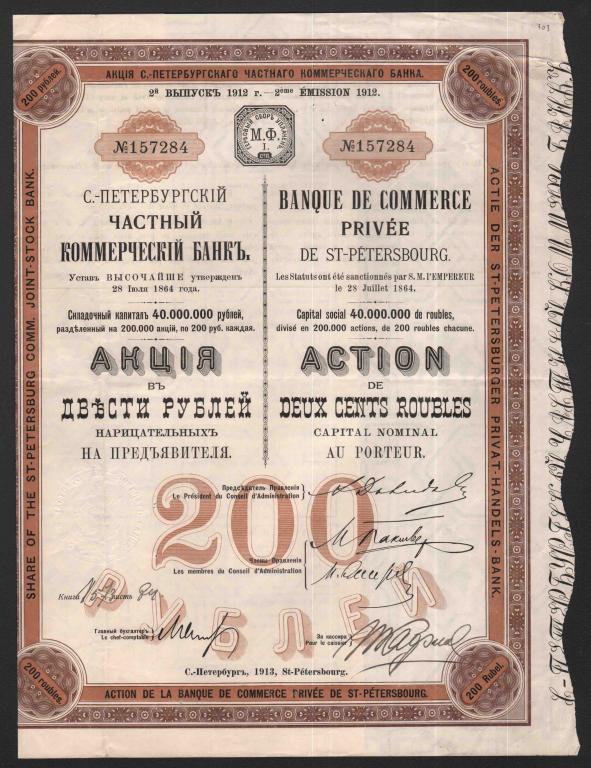 200 рублей.
АКЦІЯ С.-ПЕТЕРБУРГСКАГО ЧАСТНАГО КОММЕРЧЕСКАГО БАНКА.
200 roubles.
2й ВЫПУСКЪ 1912 г. — 2ème ÉMISSION 1912.
ГЕРБОВЫЙ СБОРЪ УПЛАЧЕНЪ
М.Ф.
I.
СПБ.
№157284
№157284
С.-ПЕТЕРБУРГСКІЙ
ЧАСТНЫЙ
КОММЕРЧЕСКІЙ БАНКЪ.
Уставъ ВЫСОЧАЙШЕ утвержденъ
28 Іюля 1864 года.
Складочный капиталъ 40.000.000 рублей,
раздѣленный на 200.000 акцій, по 200 руб. каждая.
АКЦІЯ
ВЪ
ДВѢСТИ РУБЛЕЙ
НАРИЦАТЕЛЬНЫХЪ
НА ПРЕДЪЯВИТЕЛЯ.
BANQUE DE COMMERCE
PRIVÉE
DE ST-PÉTERSBOURG.
Les Statuts ont été sanctionnés par S. M. l'EMPEREUR
le 28 Juillet 1864.
Capital social 40.000.000 de roubles,
divisé en 200.000 actions, de 200 roubles chacune.
ACTION
DE
DEUX CENTS ROUBLES
CAPITAL NOMINAL
AU PORTEUR.
200
РУБЛЕЙ
Предсѣдатель Правленія
Le Président du Conseil d'Administration
Члены Правленія
Les membres du Conseil d'Administration
Книга листъ
Главный бухгалтеръ
Le chef-comptable
За кассира
Pour le caissier
С.-Петербургъ, 1913, St-Pétersbourg.
200 roubles.
ACTION DE LA BANQUE DE COMMERCE PRIVÉE DE ST-PÉTERSBOURG.
200 Rubel.
SHARE OF THE ST-PETERSBURG COMM. JOINT-STOCK BANK.
ACTIE DER ST-PETERSBURGER PRIVAT-HANDELS-BANK.